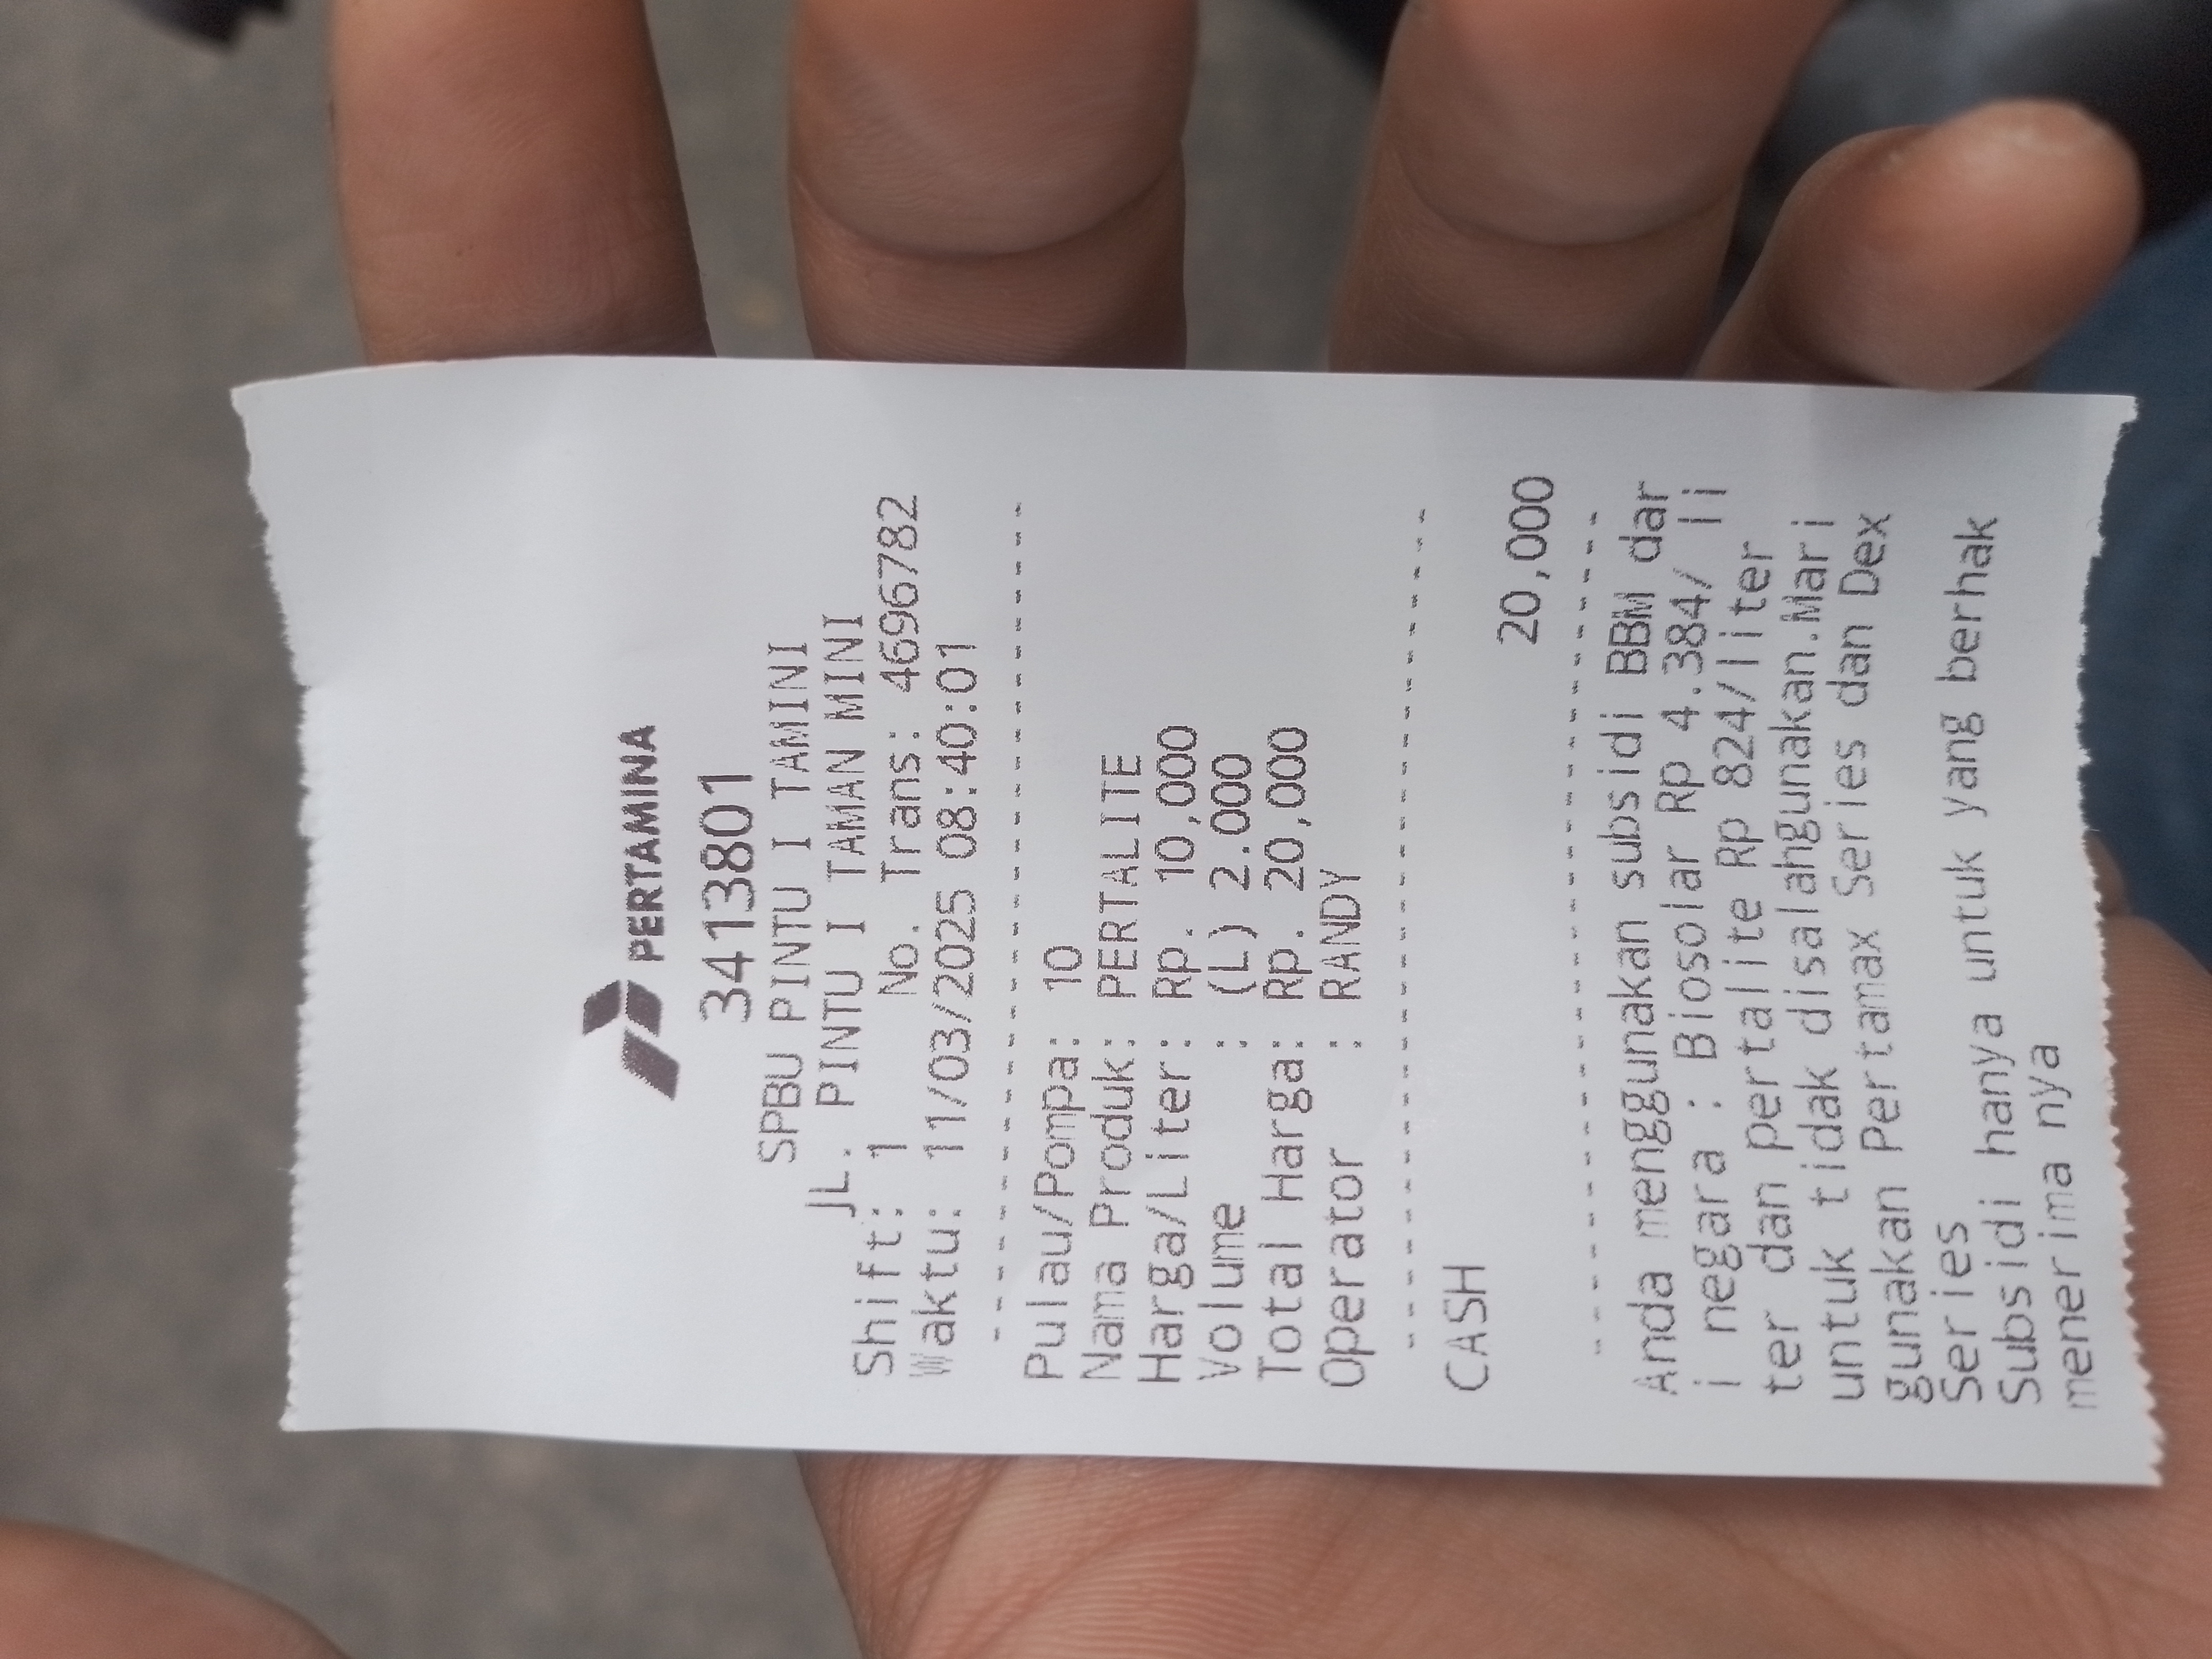 PERTAMINA
3413801
SPBU PINTU I TAMINI
JL. PINTU I TAMAN MINI
Shift: 1 No. Trans: 4696782
Waktu: 11/03/2025 08:40:01
--------------------------------
Pulau/Pompa: 10
Nama Produk: PERTALITE
Harga/Liter: Rp. 10,000
Volume : (L) 2.000
Total Harga: Rp. 20,000
Operator : RANDY
--------------------------------
CASH
20,000
--------------------------------
Anda menggunakan subsidi BBM dar
i negara : Biosolar Rp 4.384/ li
ter dan pertalite Rp 824/liter
untuk tidak disalahgunakan.Mari
gunakan Pertamax Series dan Dex
Series
Subsidi hanya untuk yang berhak
menerima nya